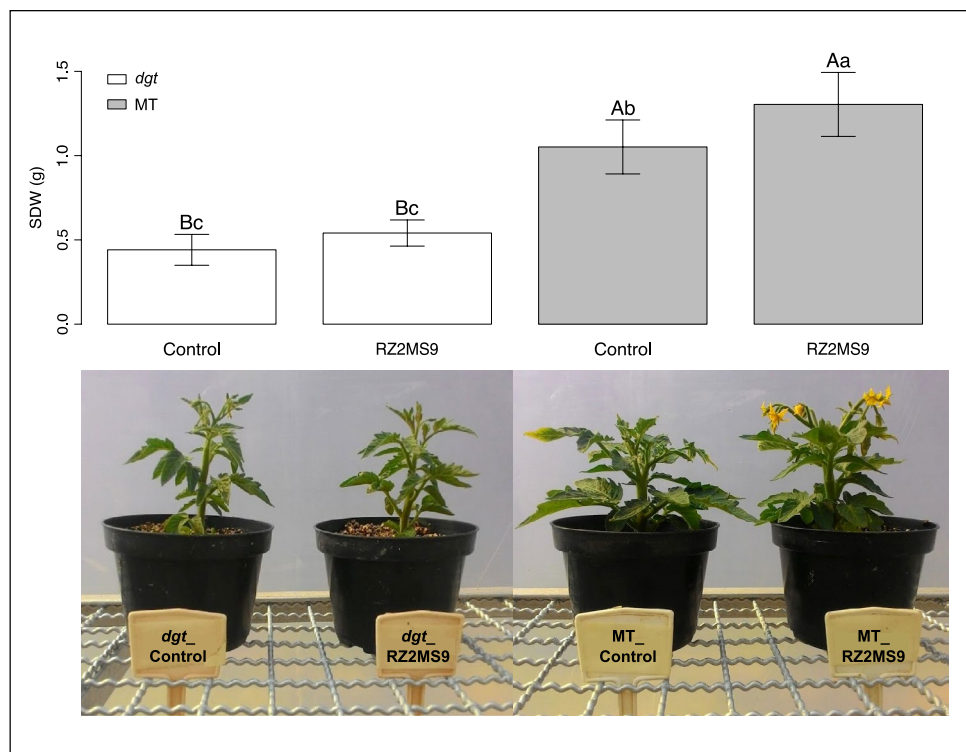 dgt
MT
SDW (g)
0.0
0.5
1.0
1.5
Bc
Bc
Ab
Aa
Control
RZ2MS9
Control
RZ2MS9
dgt_
Control
dgt_
RZ2MS9
MT_
Control
MT_
RZ2MS9